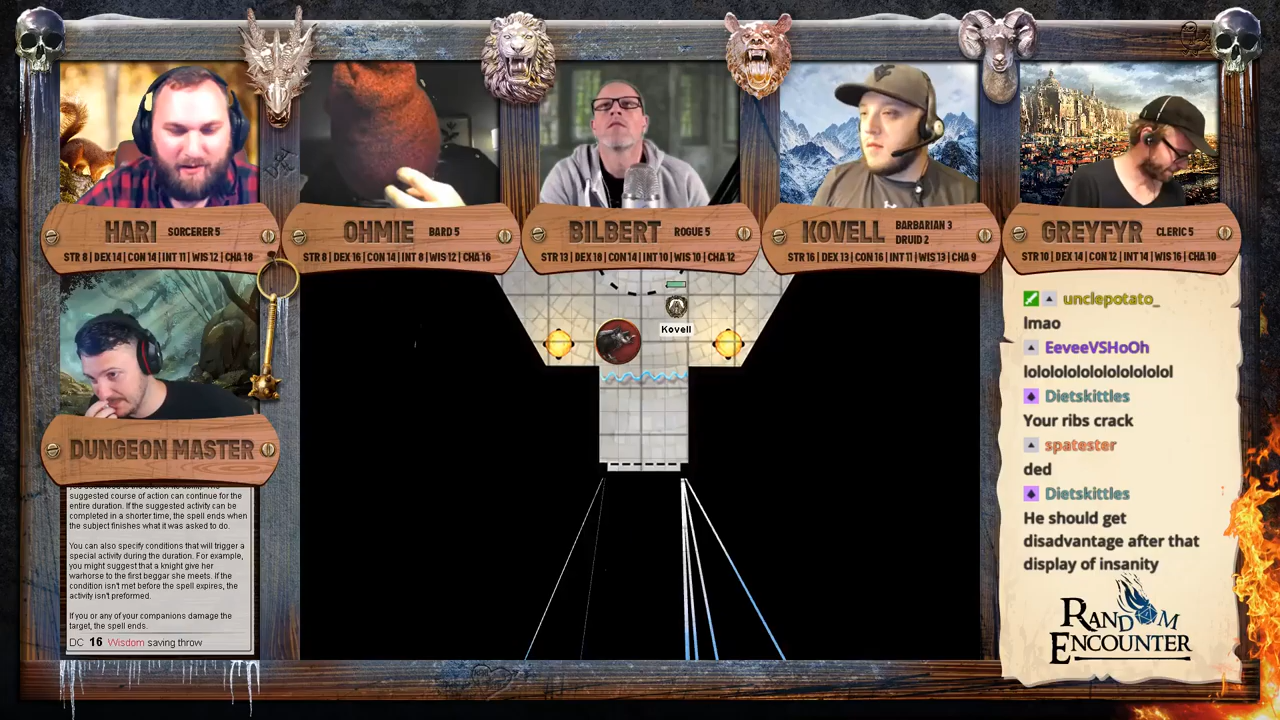 HARI SORCERER 5
STR 8 | DEX 14 | CON 14 | INT 11 | WIS 12 | CHA 18
OHMIE BARD 5
STR 8 | DEX 16 | CON 14 | INT 8 | WIS 12 | CHA 16
BILBERT ROGUE 5
STR 13 | DEX 18 | CON 14 | INT 10 | WIS 10 | CHA 12
KOVELL BARBARIAN 3
DRUID 2
STR 16 | DEX 13 | CON 16 | INT 11 | WIS 13 | CHA 9
GREYFYR CLERIC 5
STR 10 | DEX 14 | CON 12 | INT 14 | WIS 16 | CHA 10
DUNGEON MASTER
suggested course of action can continue for the
entire duration. If the suggested activity can be
completed in a shorter time, the spell ends when
the subject finishes what it was asked to do.
You can also specify conditions that will trigger a
special activity during the duration. For example,
you might suggest that a knight give her
warhorse to the first beggar she meets. If the
condition isn't met before the spell expires, the
activity isn't preformed.
If you or any of your companions damage the
target, the spell ends.
DC 16 Wisdom saving throw
Kovell
unclepotato_
lmao
EeveeVSHoOh
lolololololololololol
Dietskittles
Your ribs crack
spatester
ded
Dietskittles
He should get
disadvantage after that
display of insanity
RANDOM
ENCOUNTER